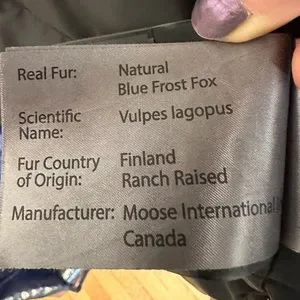 Real Fur: Natural
Blue Frost Fox
Scientific Vulpes lagopus
Name:
Fur Country Finland
of Origin: Ranch Raised
Manufacturer: Moose International
Canada